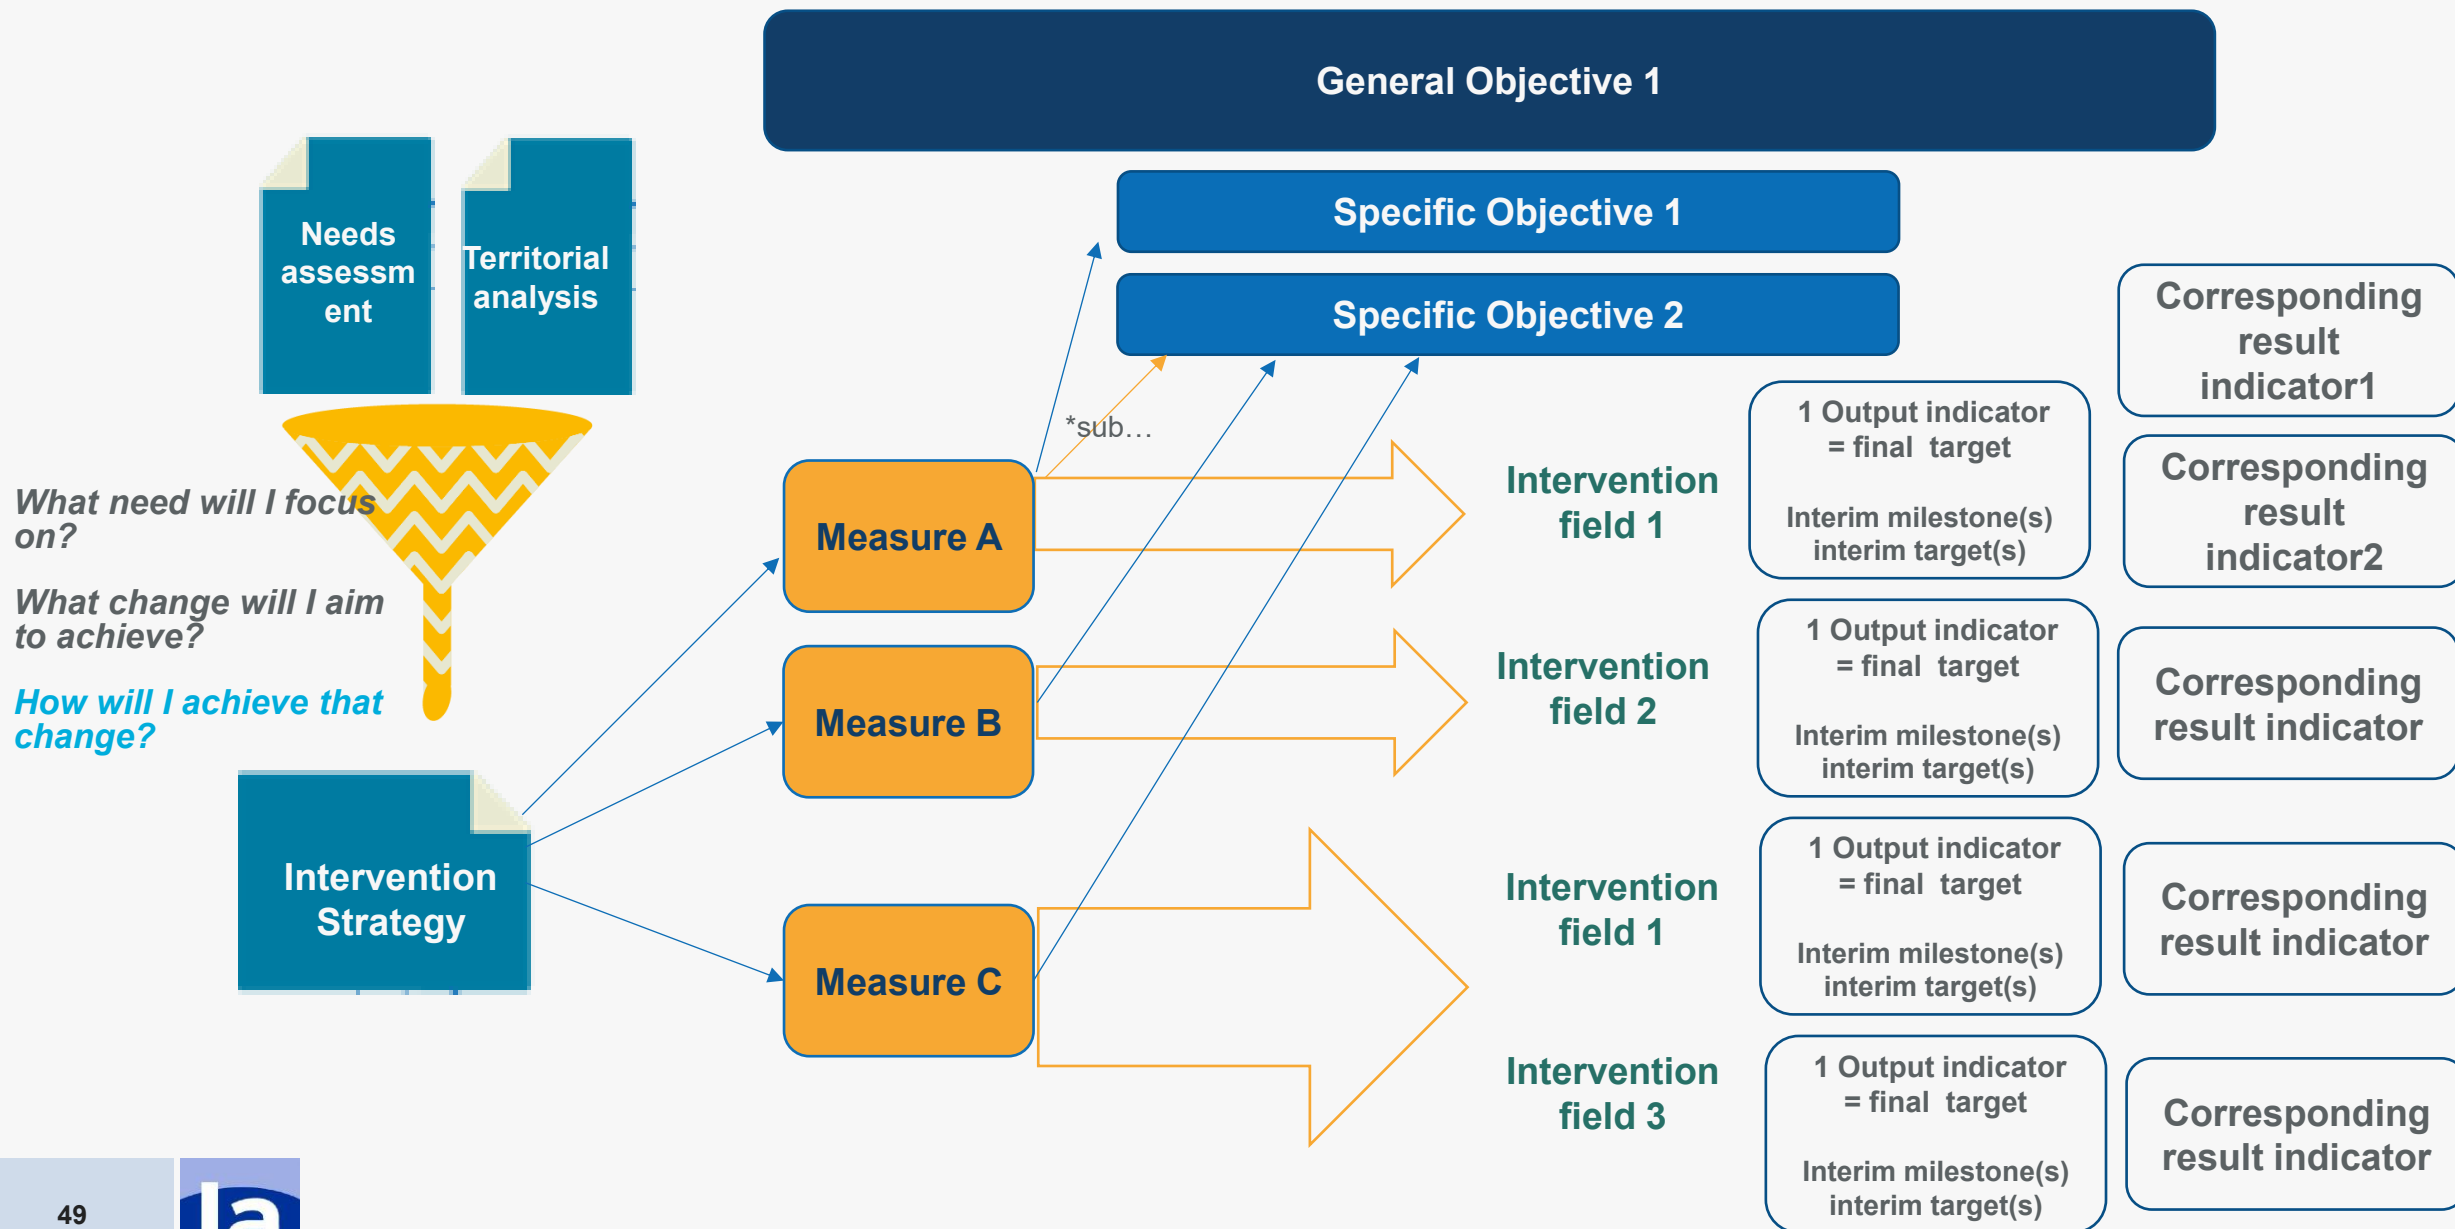 General Objective 1
Needs
assessm
ent
Territorial
analysis
Specific Objective 1
Specific Objective 2
Corresponding
result
indicator1
*sub…
1 Output indicator
= final target
Interim milestone(s)
interim target(s)
Intervention
field 1
Measure A
Corresponding
result
indicator2
What need will I focus
on?
What change will I aim
to achieve?
How will I achieve that
change?
Measure B
Intervention
field 2
1 Output indicator
= final target
Interim milestone(s)
interim target(s)
Corresponding
result indicator
Intervention
Strategy
Measure C
Intervention
field 1
1 Output indicator
= final target
Interim milestone(s)
interim target(s)
Corresponding
result indicator
Intervention
field 3
1 Output indicator
= final target
Interim milestone(s)
interim target(s)
Corresponding
result indicator
49
Ia